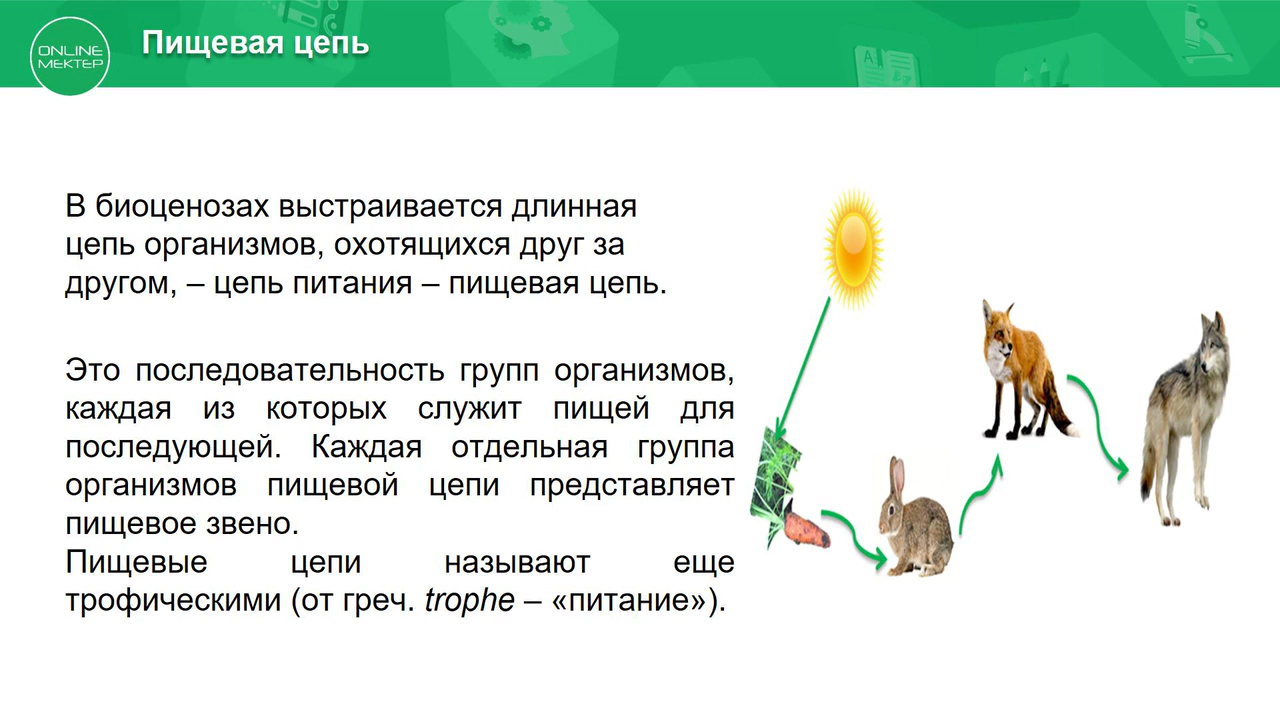 ONLINE
МЕКТЕР
Пищевая цепь
A
В биоценозах выстраивается длинная
цепь организмов, охотящихся друг за
другом, – цепь питания – пищевая цепь.
Это последовательность групп организмов,
каждая из которых служит пищей для
последующей. Каждая отдельная группа
организмов пищевой цепи представляет
пищевое звено.
Пищевые цепи называют еще
трофическими (от греч. trophe – «питание»).